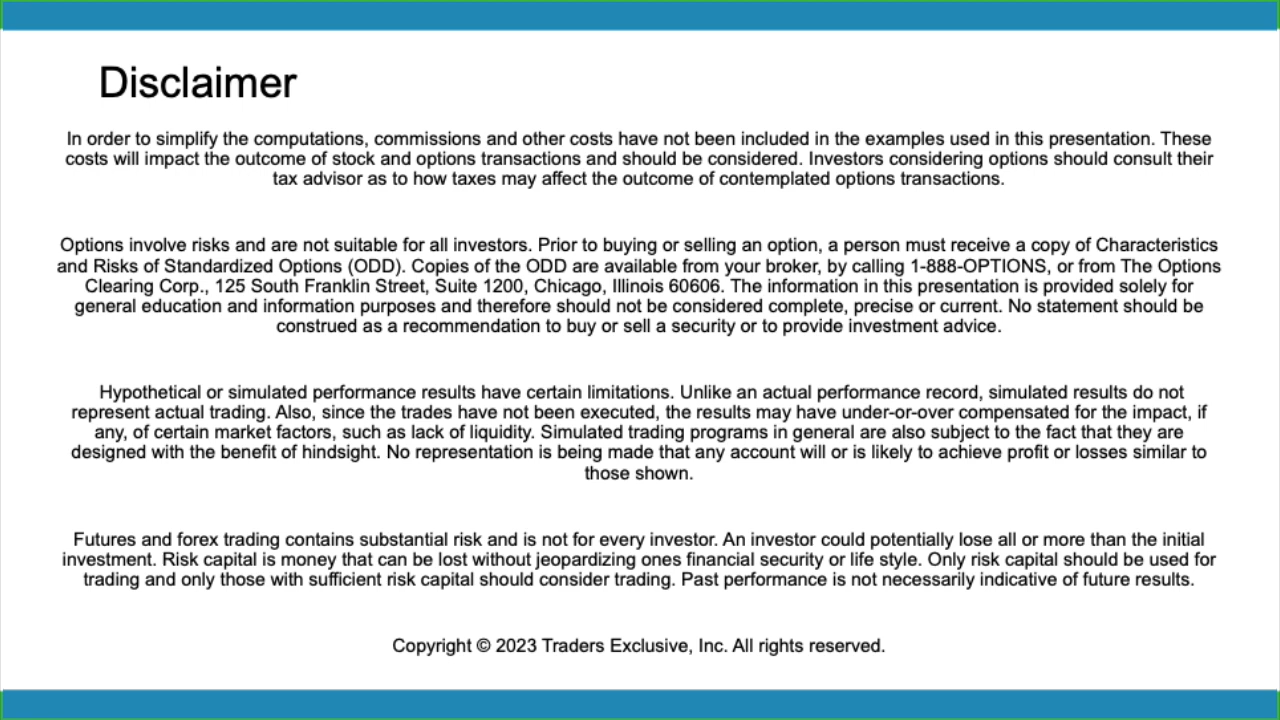 Disclaimer
In order to simplify the computations, commissions and other costs have not been included in the examples used in this presentation. These
costs will impact the outcome of stock and options transactions and should be considered. Investors considering options should consult their
tax advisor as to how taxes may affect the outcome of contemplated options transactions.
Options involve risks and are not suitable for all investors. Prior to buying or selling an option, a person must receive a copy of Characteristics
and Risks of Standardized Options (ODD). Copies of the ODD are available from your broker, by calling 1-888-OPTIONS, or from The Options
Clearing Corp., 125 South Franklin Street, Suite 1200, Chicago, Illinois 60606. The information in this presentation is provided solely for
general education and information purposes and therefore should not be considered complete, precise or current. No statement should be
construed as a recommendation to buy or sell a security or to provide investment advice.
Hypothetical or simulated performance results have certain limitations. Unlike an actual performance record, simulated results do not
represent actual trading. Also, since the trades have not been executed, the results may have under-or-over compensated for the impact, if
any, of certain market factors, such as lack of liquidity. Simulated trading programs in general are also subject to the fact that they are
designed with the benefit of hindsight. No representation is being made that any account will or is likely to achieve profit or losses similar to
those shown.
Futures and forex trading contains substantial risk and is not for every investor. An investor could potentially lose all or more than the initial
investment. Risk capital is money that can be lost without jeopardizing ones financial security or life style. Only risk capital should be used for
trading and only those with sufficient risk capital should consider trading. Past performance is not necessarily indicative of future results.
Copyright © 2023 Traders Exclusive, Inc. All rights reserved.